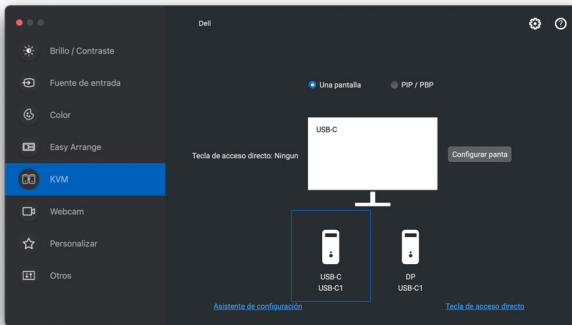 Dell
Brillo / Contraste
Fuente de entrada
Color
Easy Arrange
KVM
Webcam
Personalizar
Otros
Una pantalla
PIP / PBP
USB-C
Tecla de acceso directo: Ningun
Configurar panta
USB-C
USB-C1
DP
USB-C1
Asistente de configuración
Tecla de acceso directo